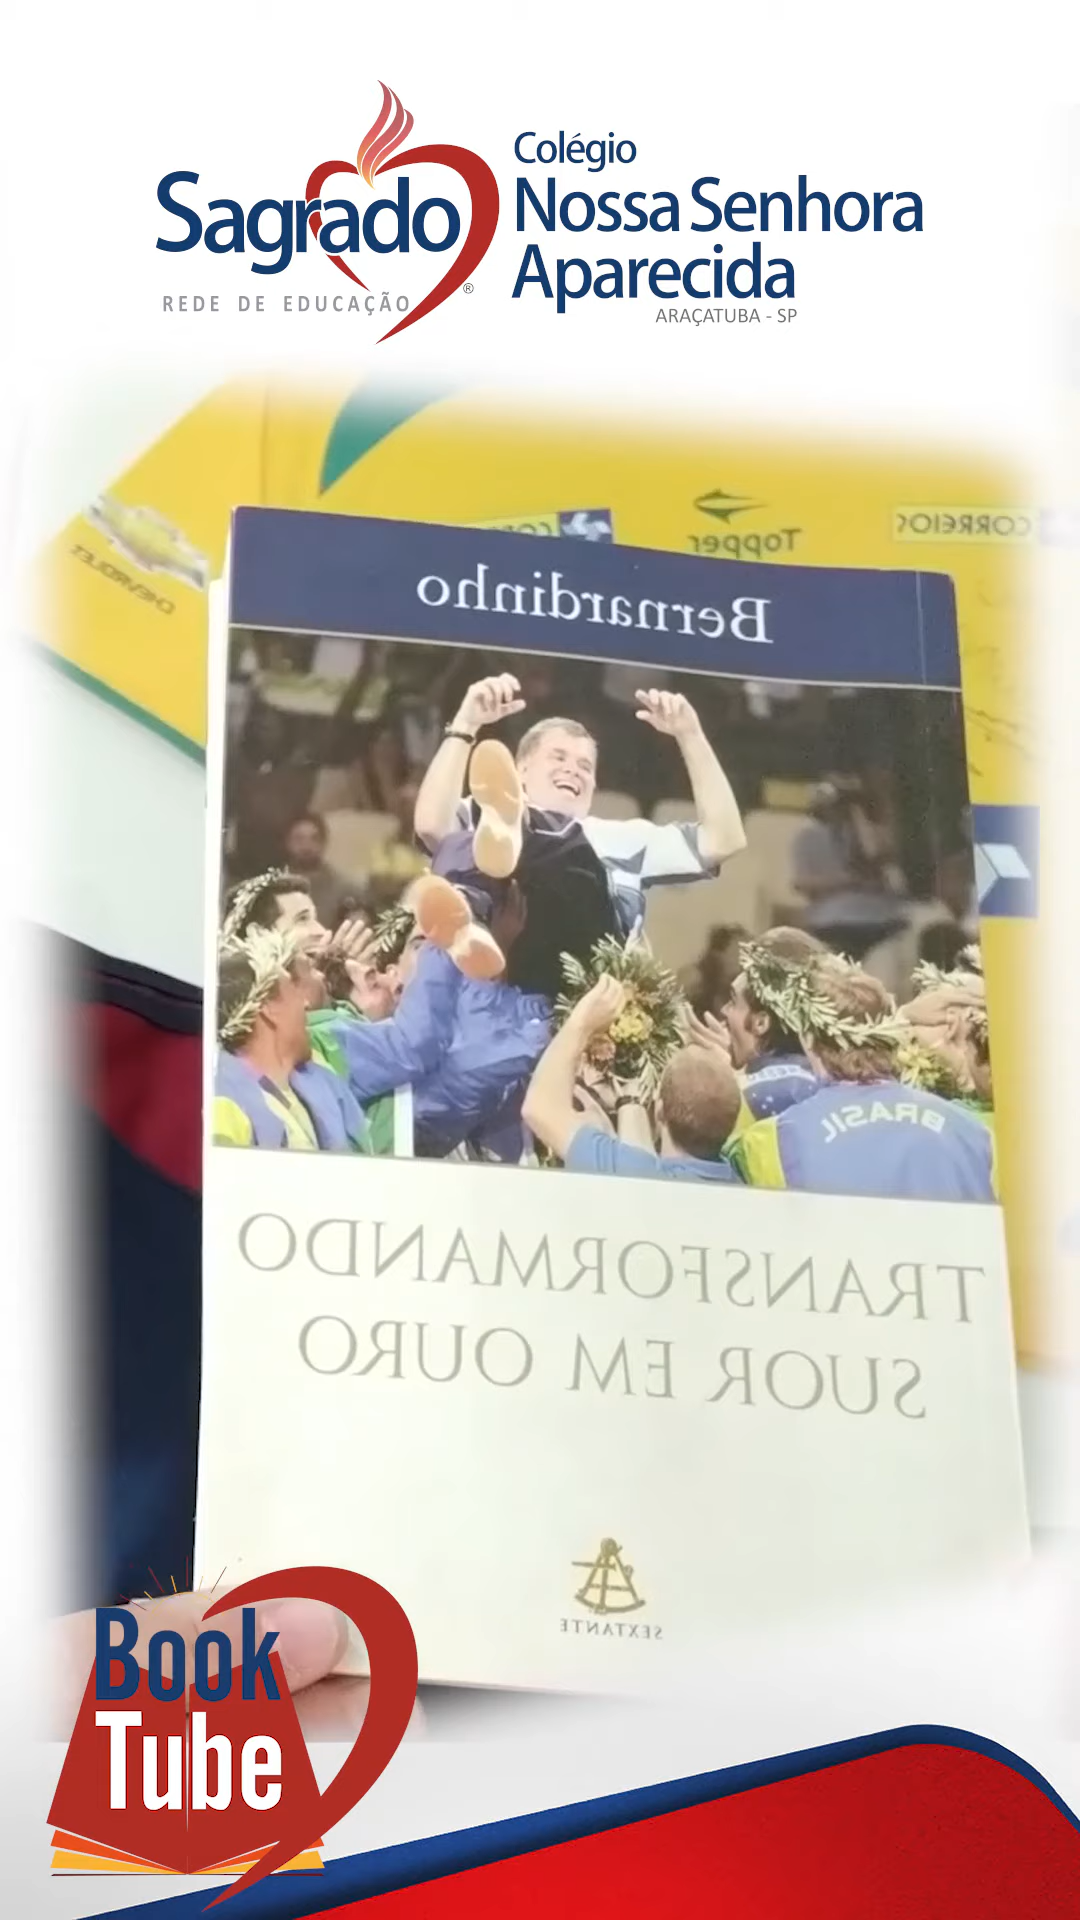 Sagrado
REDE DE EDUCAÇÃO
®
Colégio
Nossa Senhora
Aparecida
ARAÇATUBA - SP
CHEVROLET
Topper
CORREIOS
Bernardinho
BRASIL
TRANSFORMANDO
SUOR EM OURO
SEXTANTE
Book
Tube